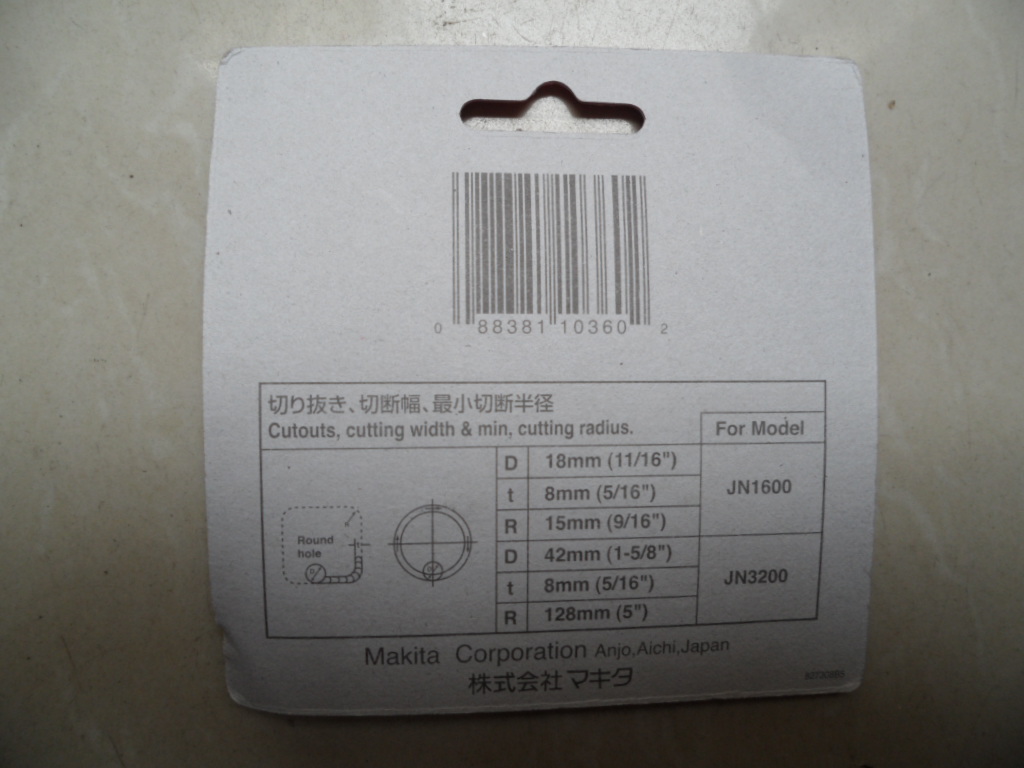 0 88381 10360 2
切り抜き、切断幅、最小切断半径
Cutouts, cutting width & min, cutting radius.
For Model
D 18mm (11/16")
t 8mm (5/16")
R 15mm (9/16")
JN1600
D 42mm (1-5/8")
t 8mm (5/16")
R 128mm (5")
JN3200
Round
hole
Makita Corporation Anjo,Aichi,Japan
株式会社マキタ